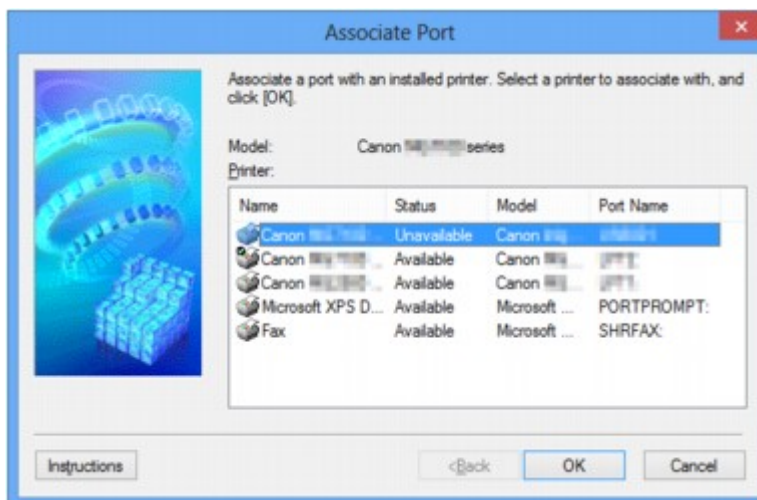 Associate Port
Associate a port with an installed printer. Select a printer to associate with, and
click [OK].
Model: Canon series
Printer:
Name Status Model Port Name
Canon Unavailable Canon
Canon ... Available Canon ...
Canon ... Available Canon ...
Microsoft XPS D... Available Microsoft ... PORTPROMPT:
Fax Available Microsoft ... SHRFAX:
Instructions <Back OK Cancel